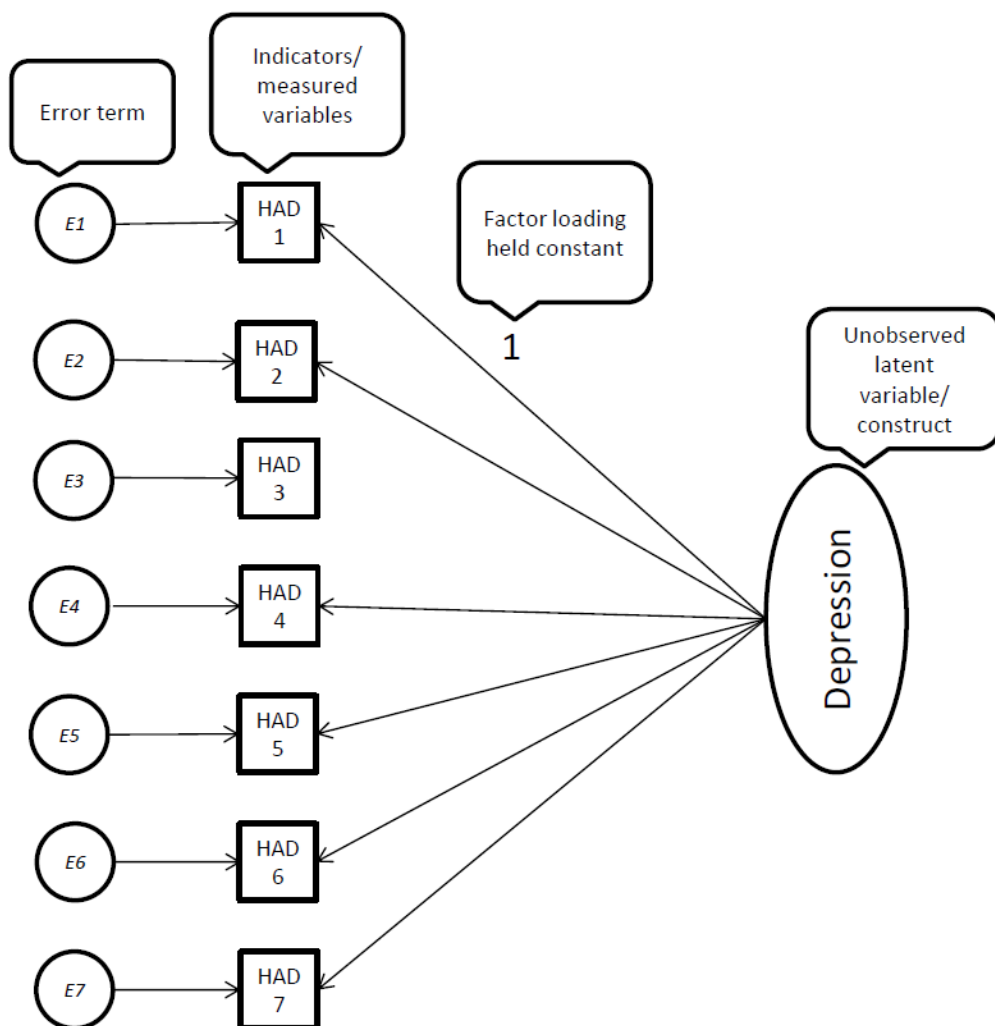 Error term
Indicators/
measured
variables
Factor loading
held constant
1
Unobserved
latent
variable/
construct
E1
HAD
1
E2
HAD
2
E3
HAD
3
E4
HAD
4
E5
HAD
5
E6
HAD
6
E7
HAD
7
Depression